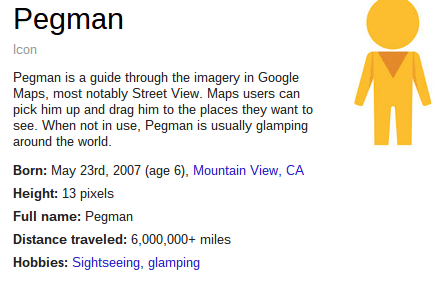 Pegman
Icon
Pegman is a guide through the imagery in Google
Maps, most notably Street View. Maps users can
pick him up and drag him to the places they want to
see. When not in use, Pegman is usually glamping
around the world.
Born: May 23rd, 2007 (age 6), Mountain View, CA
Height: 13 pixels
Full name: Pegman
Distance traveled: 6,000,000+ miles
Hobbies: Sightseeing, glamping